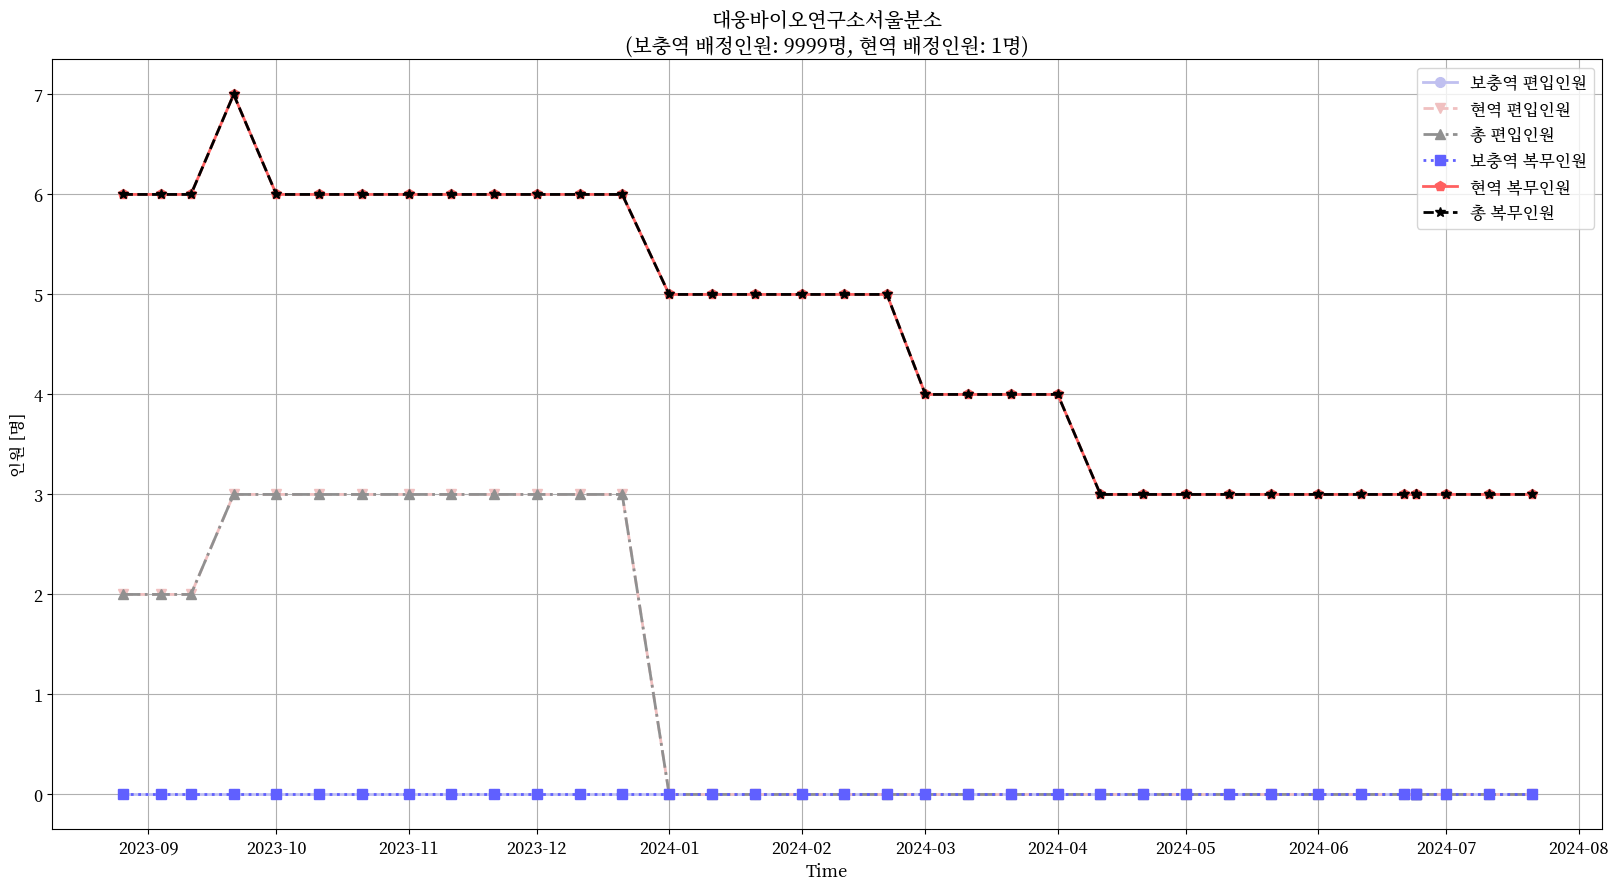 대웅바이오연구소서울분소
(보충역 배정인원: 9999명, 현역 배정인원: 1명)
보충역 편입인원
현역 편입인원
총 편입인원
보충역 복무인원
현역 복무인원
총 복무인원
인원 [명]
7
6
5
4
3
2
1
0
2023-09
2023-10
2023-11
2023-12
2024-01
2024-02
2024-03
2024-04
2024-05
2024-06
2024-07
2024-08
Time